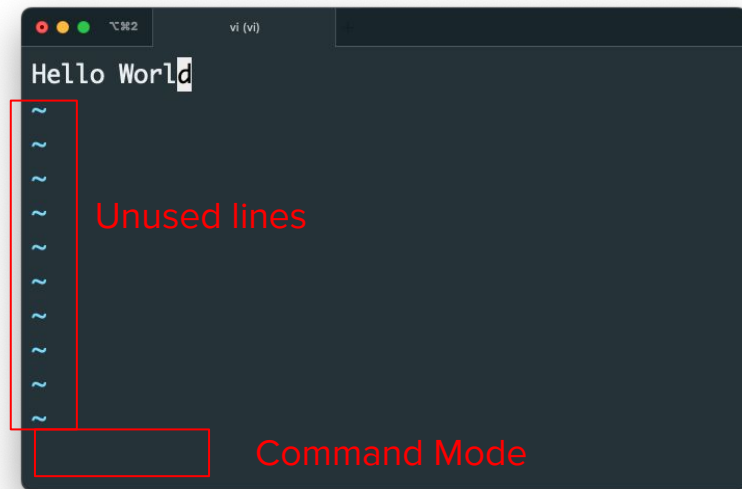 ⌥⌘2 vi (vi)
Hello World
~
~
~
~
Unused lines
~
~
~
~
~
~
Command Mode